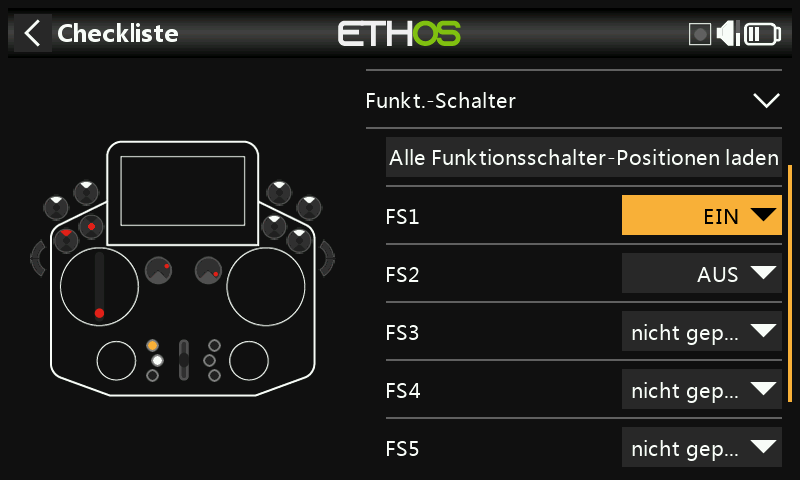 Checkliste
ETHOS
Funkt.-Schalter
Alle Funktionsschalter-Positionen laden
FS1 EIN
FS2 AUS
FS3 nicht gep...
FS4 nicht gep...
FS5 nicht gep...